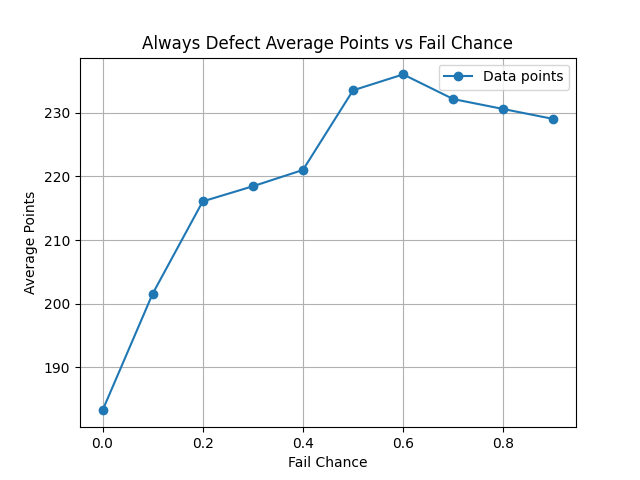 Always Defect Average Points vs Fail Chance
Data points
230
220
210
200
190
Average Points
0.0 0.2 0.4 0.6 0.8
Fail Chance